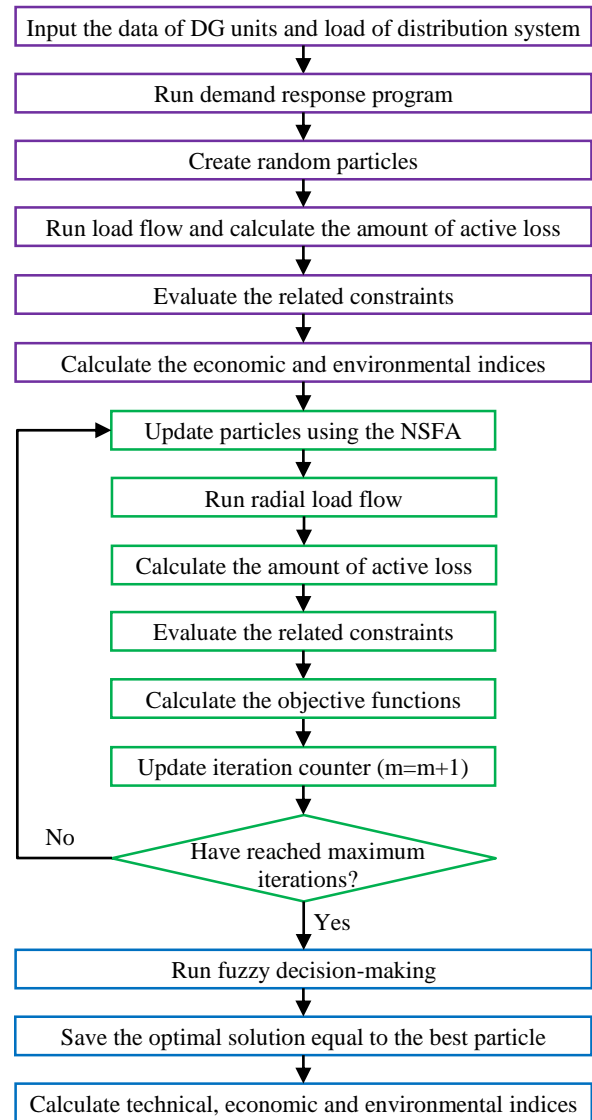 Input the data of DG units and load of distribution system
Run demand response program
Create random particles
Run load flow and calculate the amount of active loss
Evaluate the related constraints
Calculate the economic and environmental indices
Update particles using the NSFA
Run radial load flow
Calculate the amount of active loss
Evaluate the related constraints
Calculate the objective functions
Update iteration counter (m=m+1)
No
Have reached maximum
iterations?
Yes
Run fuzzy decision-making
Save the optimal solution equal to the best particle
Calculate technical, economic and environmental indices